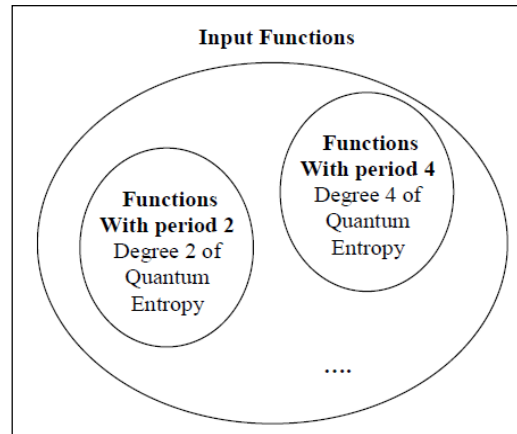 Input Functions
Functions
With period 2
Degree 2 of
Quantum
Entropy
Functions
With period 4
Degree 4 of
Quantum
Entropy
....